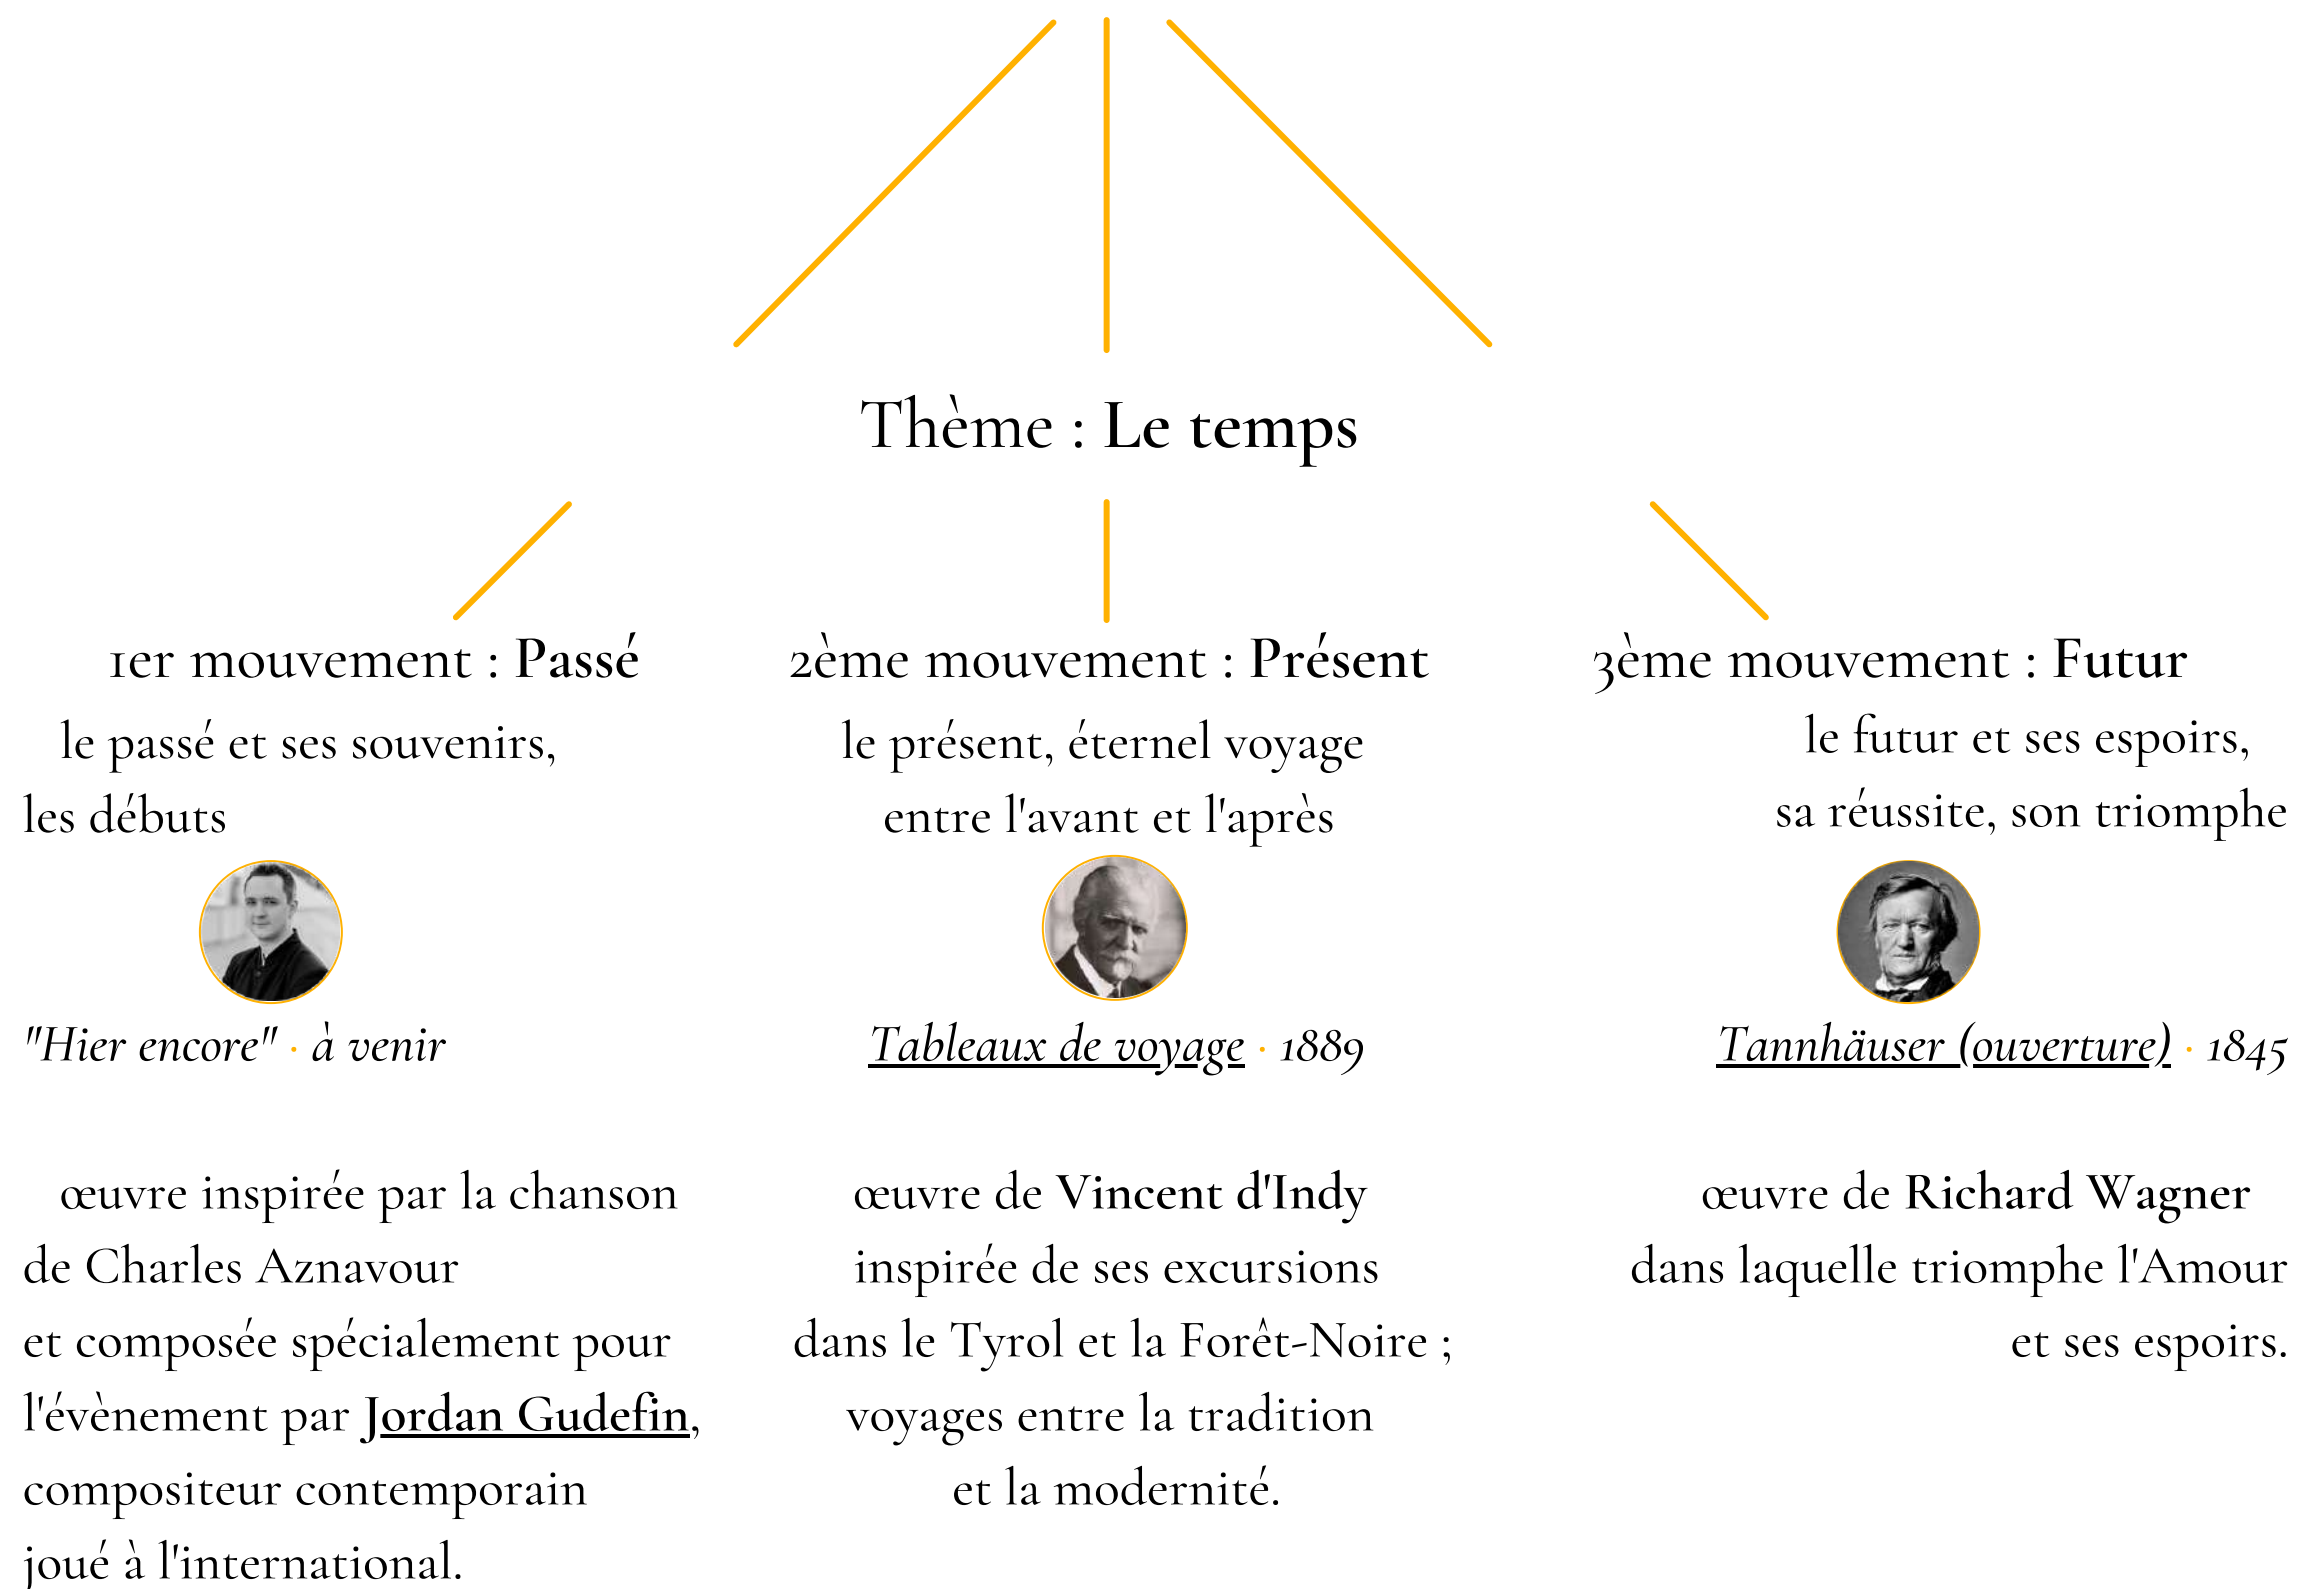 Thème : Le temps
1er mouvement : Passé
le passé et ses souvenirs,
les débuts
"Hier encore" · à venir
œuvre inspirée par la chanson
de Charles Aznavour
et composée spécialement pour
l'évènement par Jordan Gudefin,
compositeur contemporain
joué à l'international.
2ème mouvement : Présent
le présent, éternel voyage
entre l'avant et l'après
Tableaux de voyage · 1889
œuvre de Vincent d'Indy
inspirée de ses excursions
dans le Tyrol et la Forêt-Noire ;
voyages entre la tradition
et la modernité.
3ème mouvement : Futur
le futur et ses espoirs,
sa réussite, son triomphe
Tannhäuser (ouverture) · 1845
œuvre de Richard Wagner
dans laquelle triomphe l'Amour
et ses espoirs.